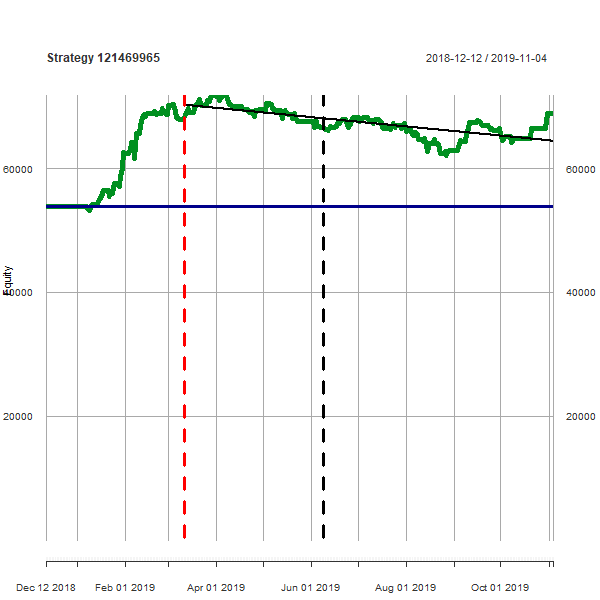 Strategy 121469965
2018-12-12 / 2019-11-04
Equity
60000
60000
40000
40000
20000
20000
Dec 12 2018
Feb 01 2019
Apr 01 2019
Jun 01 2019
Aug 01 2019
Oct 01 2019